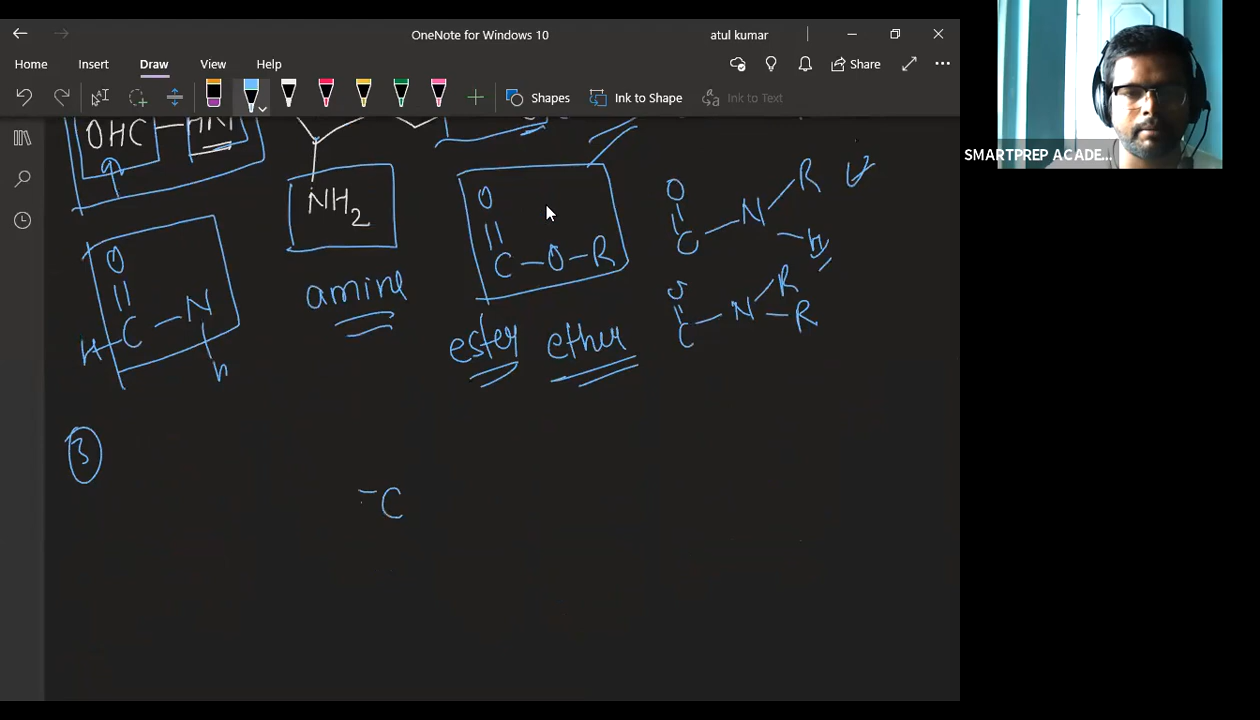 OneNote for Windows 10
atul kumar
Home Insert Draw View Help
Share
Shapes Ink to Shape Ink to Text
SMARTPREP ACADE...
OHC
NH2
amine
O
C-O-R
ester ether
O
C-N-R
H
O
C-N-R
R
O
H-C-N
H
3
=C